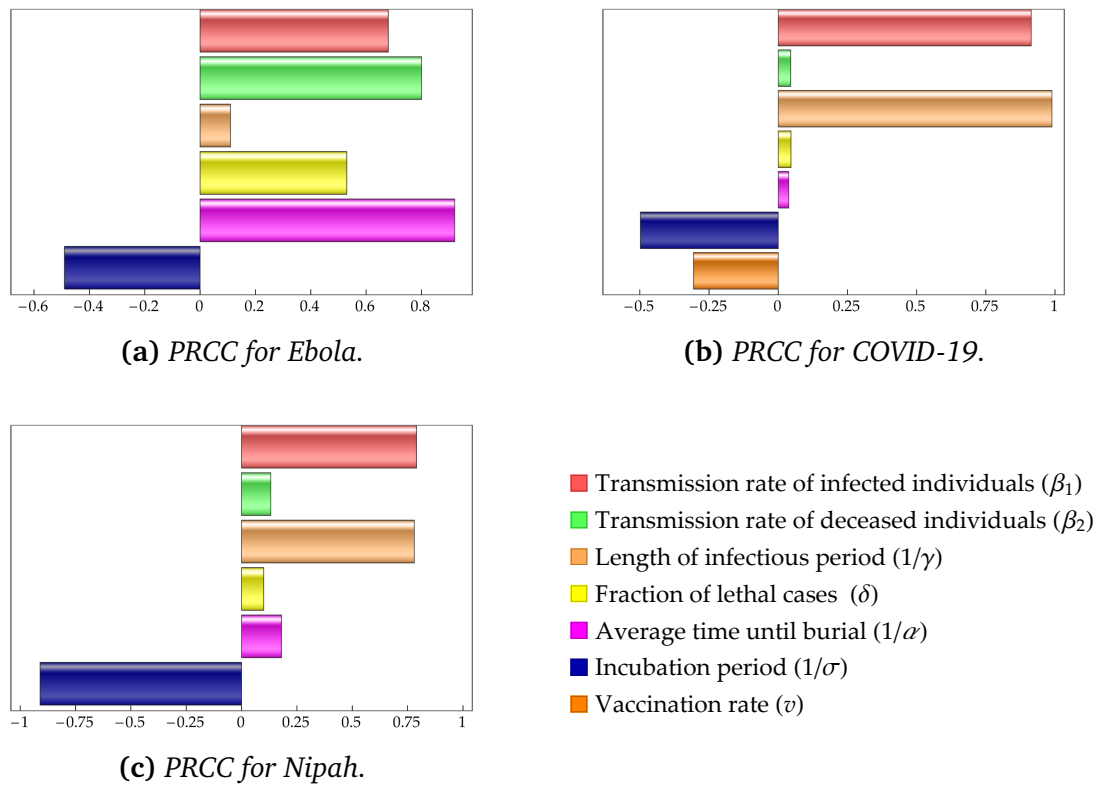 −0.6 −0.4 −0.2 0 0.2 0.4 0.6 0.8
(a) PRCC for Ebola.
−0.5 −0.25 0 0.25 0.5 0.75 1
(b) PRCC for COVID-19.
−1 −0.75 −0.5 −0.25 0 0.25 0.5 0.75 1
(c) PRCC for Nipah.
Transmission rate of infected individuals (β₁)
Transmission rate of deceased individuals (β₂)
Length of infectious period (1/γ)
Fraction of lethal cases (δ)
Average time until burial (1/α)
Incubation period (1/σ)
Vaccination rate (v)